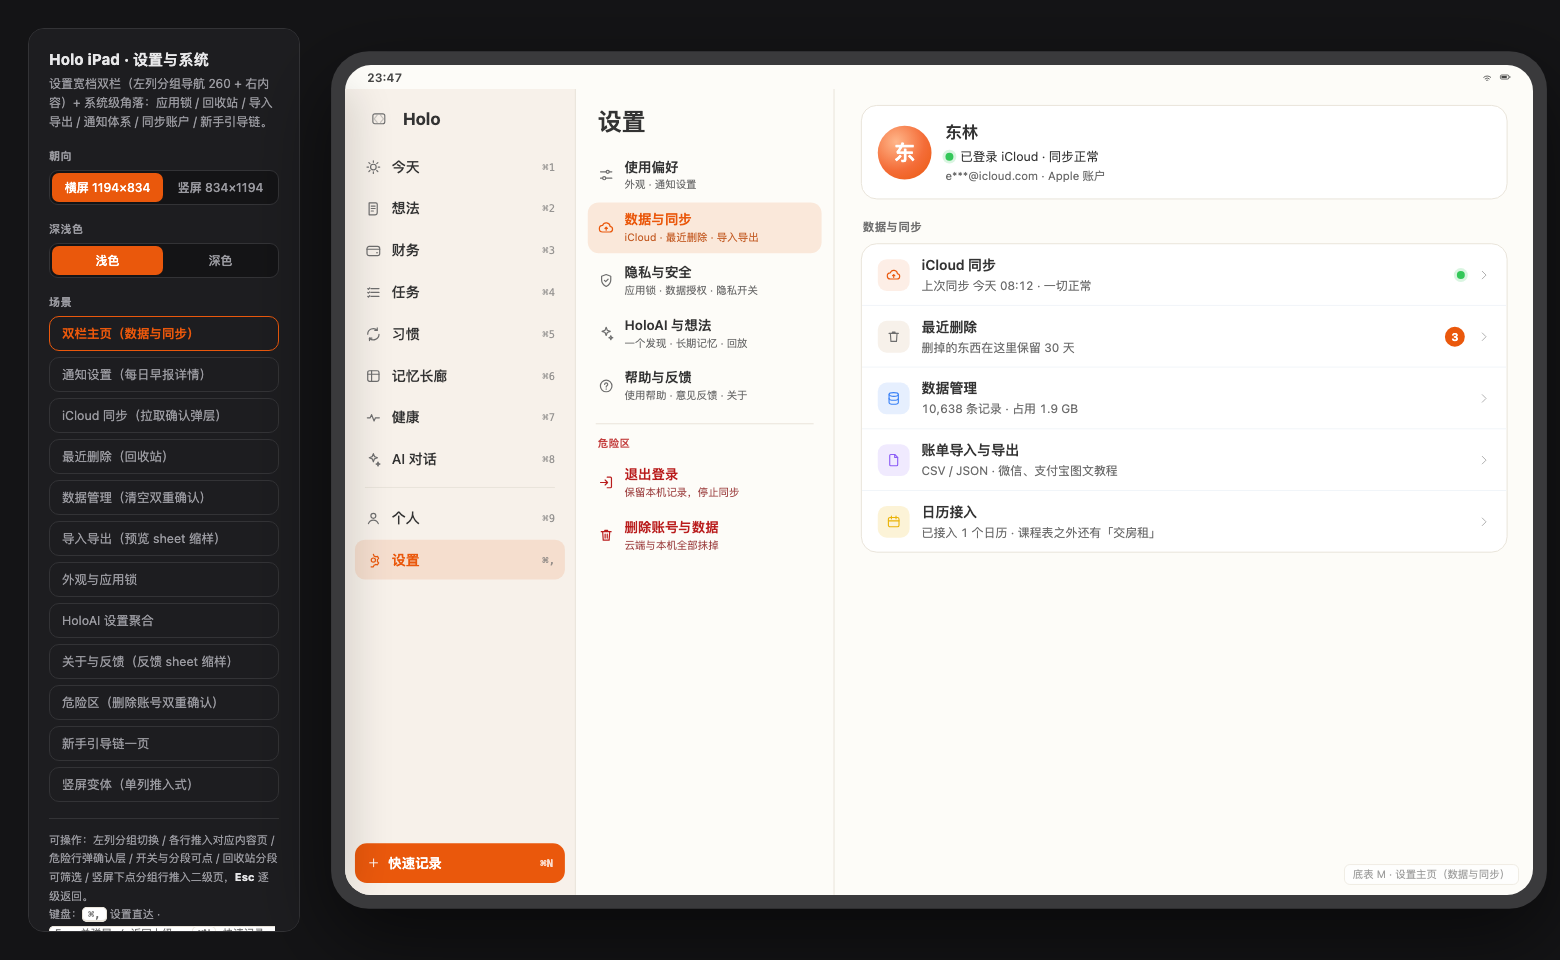 Holo iPad · 设置与系统
设置宽档双栏（左列分组导航 260 + 右内
容）+ 系统级角落：应用锁 / 回收站 / 导入
导出 / 通知体系 / 同步账户 / 新手引导链。
朝向
横屏 1194×834
竖屏 834×1194
深浅色
浅色
深色
场景
双栏主页（数据与同步）
通知设置（每日早报详情）
iCloud 同步（拉取确认弹层）
最近删除（回收站）
数据管理（清空双重确认）
导入导出（预览 sheet 缩样）
外观与应用锁
HoloAI 设置聚合
关于与反馈（反馈 sheet 缩样）
危险区（删除账号双重确认）
新手引导链一页
竖屏变体（单列推入式）
可操作：左列分组切换 / 各行推入对应内容页 /
危险行弹确认层 / 开关与分段可点 / 回收站分段
可筛选 / 竖屏下点分组行推入二级页，Esc 逐
级返回。
键盘：⌘, 设置直达 ·
23:47
Holo
今天 ⌘1
想法 ⌘2
财务 ⌘3
任务 ⌘4
习惯 ⌘5
记忆长廊 ⌘6
健康 ⌘7
AI 对话 ⌘8
个人 ⌘9
设置 ⌘,
+ 快速记录 ⌘N
设置
使用偏好
外观 · 通知设置
数据与同步
iCloud · 最近删除 · 导入导出
隐私与安全
应用锁 · 数据授权 · 隐私开关
HoloAI 与想法
一个发现 · 长期记忆 · 回放
帮助与反馈
使用帮助 · 意见反馈 · 关于
危险区
退出登录
保留本机记录，停止同步
删除账号与数据
云端与本机全部抹掉
东
东林
已登录 iCloud · 同步正常
e***@icloud.com · Apple 账户
数据与同步
iCloud 同步
上次同步 今天 08:12 · 一切正常
最近删除
删掉的东西在这里保留 30 天
3
数据管理
10,638 条记录 · 占用 1.9 GB
账单导入与导出
CSV / JSON · 微信、支付宝图文教程
日历接入
已接入 1 个日历 · 课程表之外还有「交房租」
底表 M · 设置主页（数据与同步）